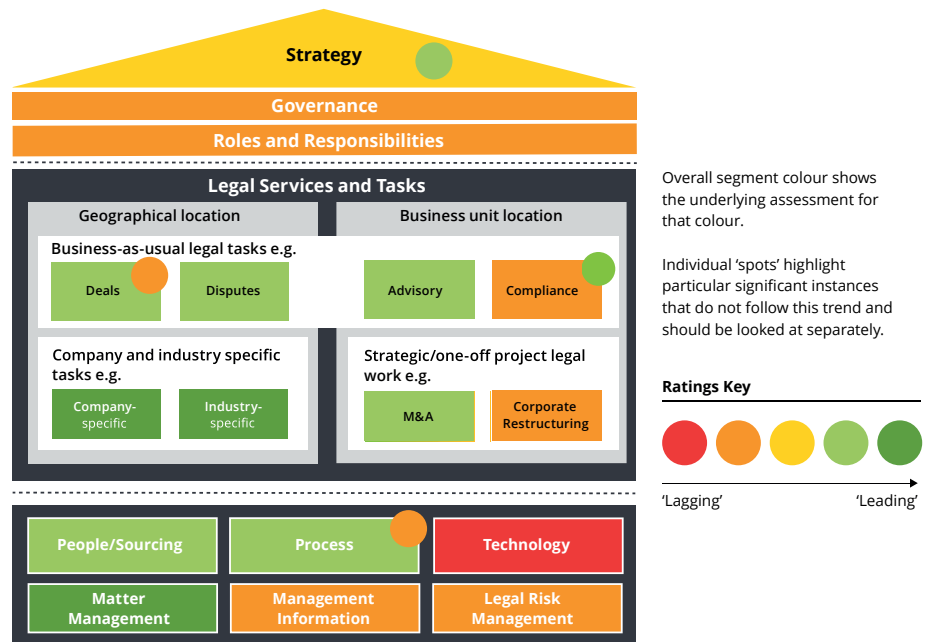 Strategy
Governance
Roles and Responsibilities
Legal Services and Tasks
Geographical location
Business unit location
Business-as-usual legal tasks e.g.
Deals
Disputes
Advisory
Compliance
Company and industry specific
tasks e.g.
Company-
specific
Industry-
specific
Strategic/one-off project legal
work e.g.
M&A
Corporate
Restructuring
People/Sourcing
Process
Technology
Matter
Management
Management
Information
Legal Risk
Management
Overall segment colour shows
the underlying assessment for
that colour.
Individual ‘spots’ highlight
particular significant instances
that do not follow this trend and
should be looked at separately.
Ratings Key
‘Lagging’
‘Leading’